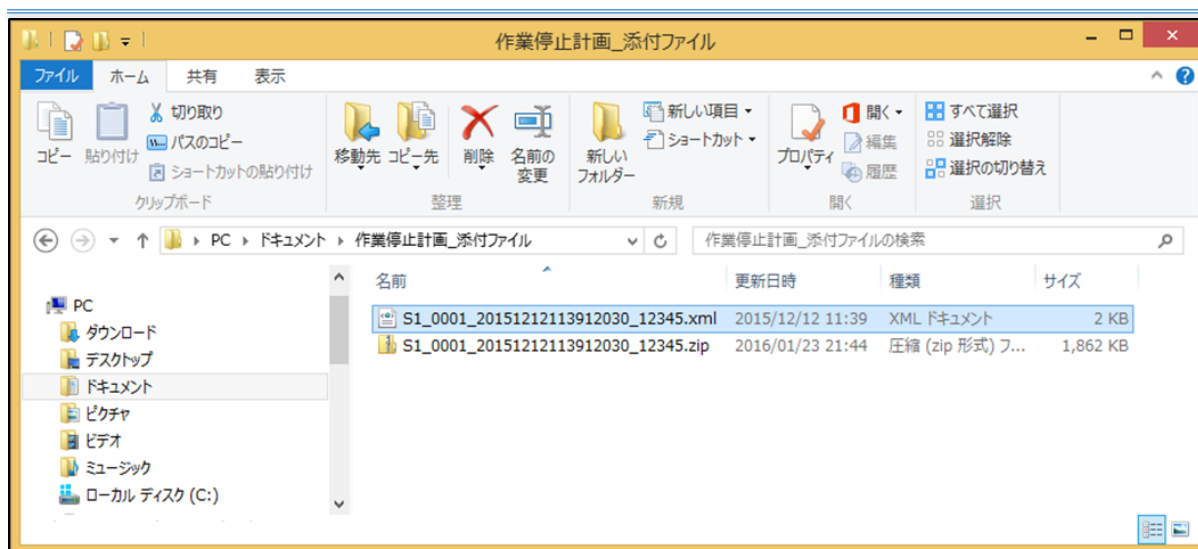 作業停止計画_添付ファイル
ファイル ホーム 共有 表示
コピー 貼り付け 切り取り パスのコピー ショートカットの貼り付け
移動先 コピー先 削除 名前の変更
新しいフォルダー 新しい項目 ショートカット
プロパティ 開く 編集 履歴
すべて選択 選択解除 選択の切り替え
クリップボード 整理 新規 開く 選択
PC ドキュメント 作業停止計画_添付ファイル 作業停止計画_添付ファイルの検索
名前 更新日時 種類 サイズ
S1_0001_20151212113912030_12345.xml 2015/12/12 11:39 XML ドキュメント 2 KB
S1_0001_20151212113912030_12345.zip 2016/01/23 21:44 圧縮 (zip 形式) フ... 1,862 KB
PC
ダウンロード
デスクトップ
ドキュメント
ピクチャ
ビデオ
ミュージック
ローカル ディスク (C:)